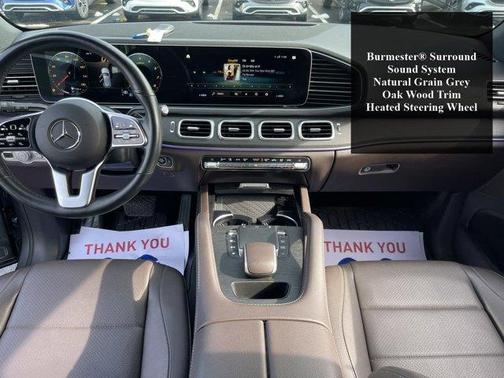 Burmester® Surround
Sound System
Natural Grain Grey
Oak Wood Trim
Heated Steering Wheel
THANK YOU
THANK YOU